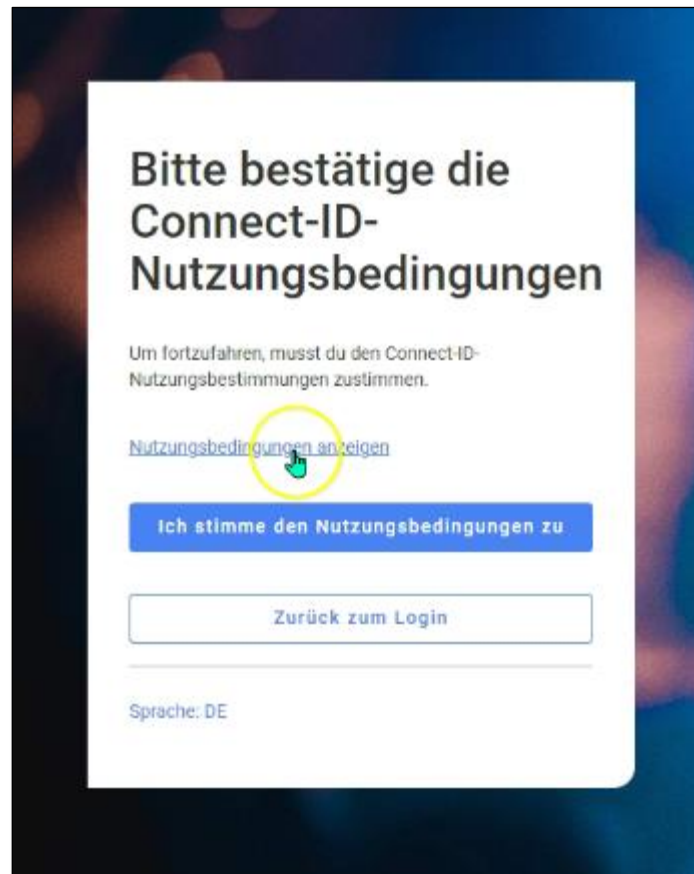 Bitte bestätige die
Connect-ID-
Nutzungsbedingungen
Um fortzufahren, musst du den Connect-ID-
Nutzungsbestimmungen zustimmen.
Nutzungsbedingungen anzeigen
Ich stimme den Nutzungsbedingungen zu
Zurück zum Login
Sprache: DE